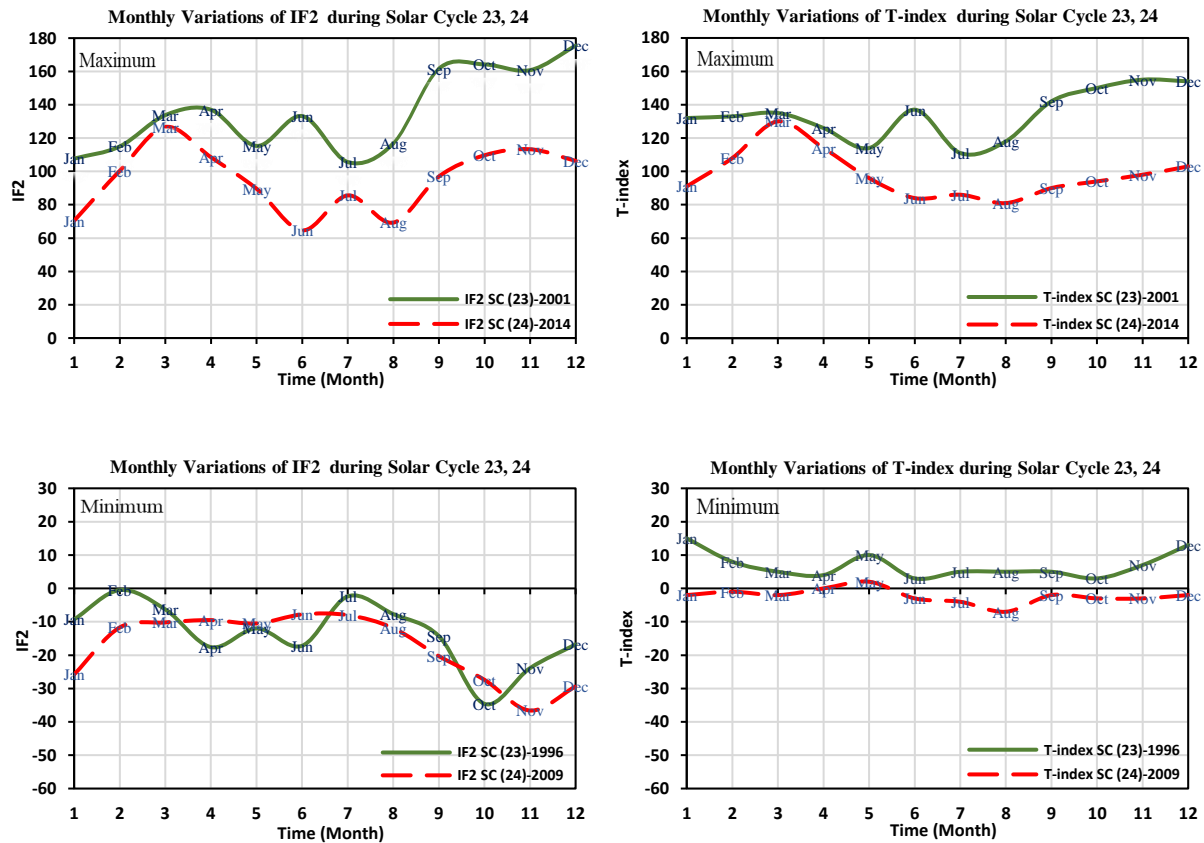 Monthly Variations of IF2 during Solar Cycle 23, 24
180
160
140
120
100
80
60
40
20
0
IF2
Maximum
Jan
Feb
Mar
Apr
May
Jun
Jul
Aug
Sep
Oct
Nov
Dec
Jan
Feb
Mar
Apr
May
Jun
Jul
Aug
Sep
Oct
Nov
Dec
IF2 SC (23)-2001
IF2 SC (24)-2014
1 2 3 4 5 6 7 8 9 10 11 12
Time (Month)
Monthly Variations of T-index during Solar Cycle 23, 24
180
160
140
120
100
80
60
40
20
0
T-index
Maximum
Jan
Feb
Mar
Apr
May
Jun
Jul
Aug
Sep
Oct
Nov
Dec
Jan
Feb
Mar
Apr
May
Jun
Jul
Aug
Sep
Oct
Nov
Dec
T-index SC (23)-2001
T-index SC (24)-2014
1 2 3 4 5 6 7 8 9 10 11 12
Time (Month)
Monthly Variations of IF2 during Solar Cycle 23, 24
30
20
10
0
-10
-20
-30
-40
-50
-60
IF2
Minimum
Jan
Feb
Mar
Apr
May
Jun
Jul
Aug
Sep
Oct
Nov
Dec
Jan
Feb
Mar
Apr
May
Jun
Jul
Aug
Sep
Oct
Nov
Dec
IF2 SC (23)-1996
IF2 SC (24)-2009
1 2 3 4 5 6 7 8 9 10 11 12
Time (Month)
Monthly Variations of T-index during Solar Cycle 23, 24
30
20
10
0
-10
-20
-30
-40
-50
-60
T-index
Minimum
Jan
Feb
Mar
Apr
May
Jun
Jul
Aug
Sep
Oct
Nov
Dec
Jan
Feb
Mar
Apr
May
Jun
Jul
Aug
Sep
Oct
Nov
Dec
T-index SC (23)-1996
T-index SC (24)-2009
1 2 3 4 5 6 7 8 9 10 11 12
Time (Month)